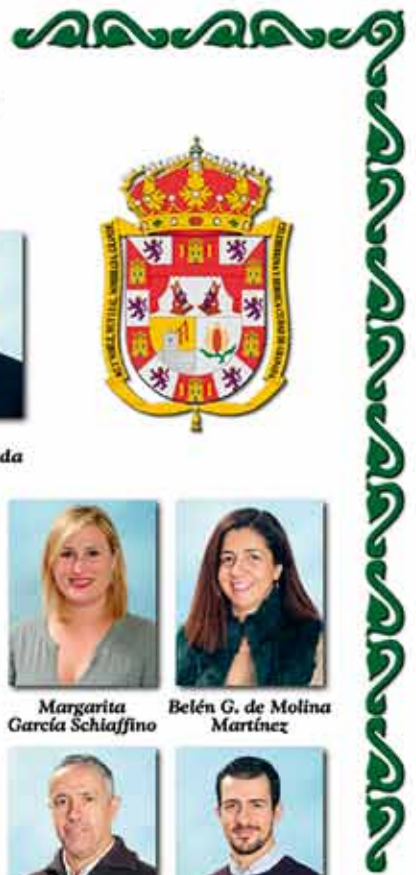 da
Margarita
García Schiaffino
Belén G. de Molina
Martínez